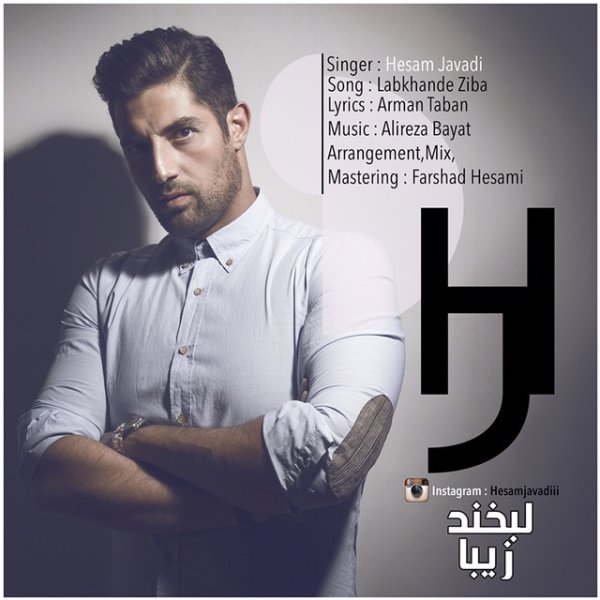 Singer : Hesam Javadi
Song : Labkhande Ziba
Lyrics : Arman Taban
Music : Alireza Bayat
Arrangement,Mix,
Mastering : Farshad Hesami
HJ
Instagram : Hesamjavadiii
لبخند
زیبا